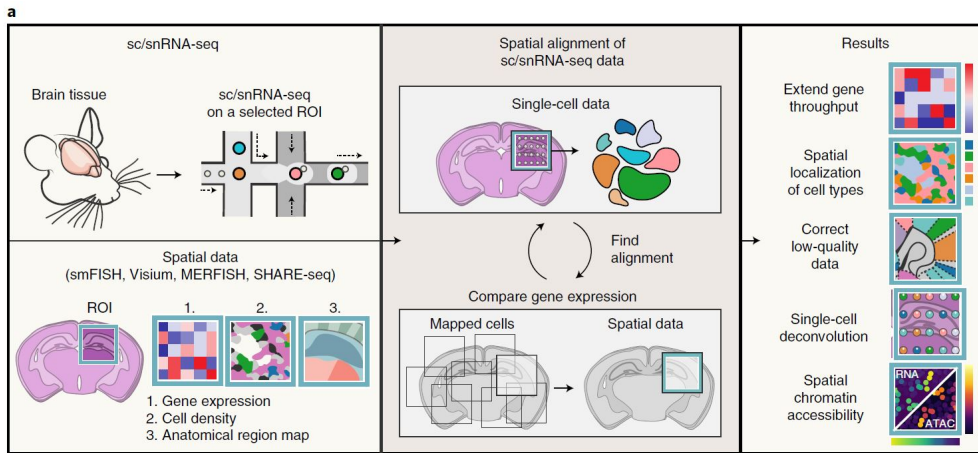 a
sc/snRNA-seq
Brain tissue
sc/snRNA-seq
on a selected ROI
Spatial data
(smFISH, Visium, MERFISH, SHARE-seq)
ROI
1.
2.
3.
1. Gene expression
2. Cell density
3. Anatomical region map
Spatial alignment of
sc/snRNA-seq data
Single-cell data
Find
alignment
Compare gene expression
Mapped cells
Spatial data
Results
Extend gene
throughput
Spatial
localization
of cell types
Correct
low-quality
data
Single-cell
deconvolution
Spatial
chromatin
accessibility
RNA
ATAC